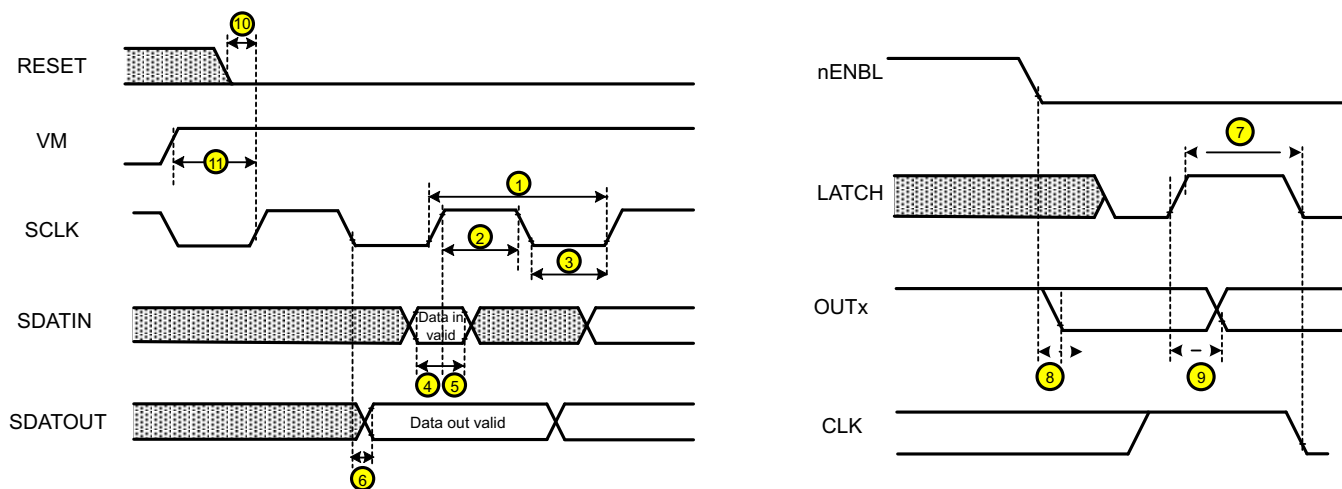 10
RESET
nENBL
VM
11
7
1
LATCH
SCLK
2
3
SDATIN
Data in
valid
OUTx
4
5
8
9
SDATOUT
Data out valid
CLK
6